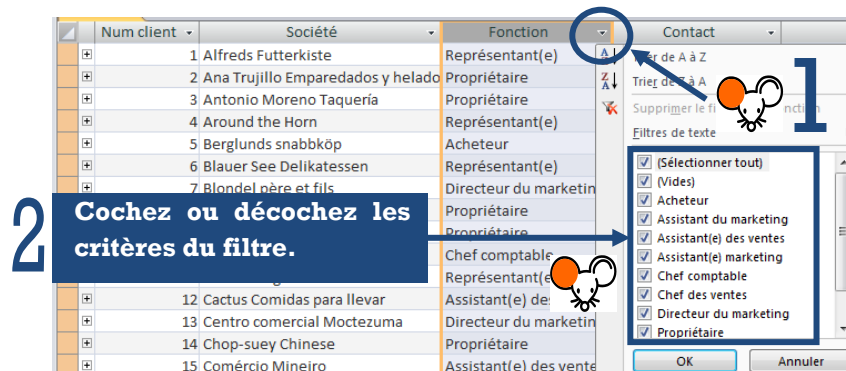 Num client Société Fonction Contact
1 Alfreds Futterkiste Représentant(e)
2 Ana Trujillo Emparedados y helado Propriétaire
3 Antonio Moreno Taquería Propriétaire
4 Around the Horn Représentant(e)
5 Berglunds snabbköp Acheteur
6 Blauer See Delikatessen Représentant(e)
7 Blondel père et fils Directeur du marketin
Propriétaire
Propriétaire
Chef comptable
Représentant(e)
12 Cactus Comidas para llevar Assistant(e) de
13 Centro comercial Moctezuma Directeur du marketin
14 Chop-suey Chinese Propriétaire
15 Comércio Mineiro Assistant(e) des vente
Trier de A à Z
Trier de Z à A
Supprimer le fi nction
Filtres de texte
1
(Sélectionner tout)
(Vides)
Acheteur
Assistant du marketing
Assistant(e) des ventes
Assistant(e) marketing
Chef comptable
Chef des ventes
Directeur du marketing
Propriétaire
OK Annuler
2
Cochez ou décochez les
critères du filtre.